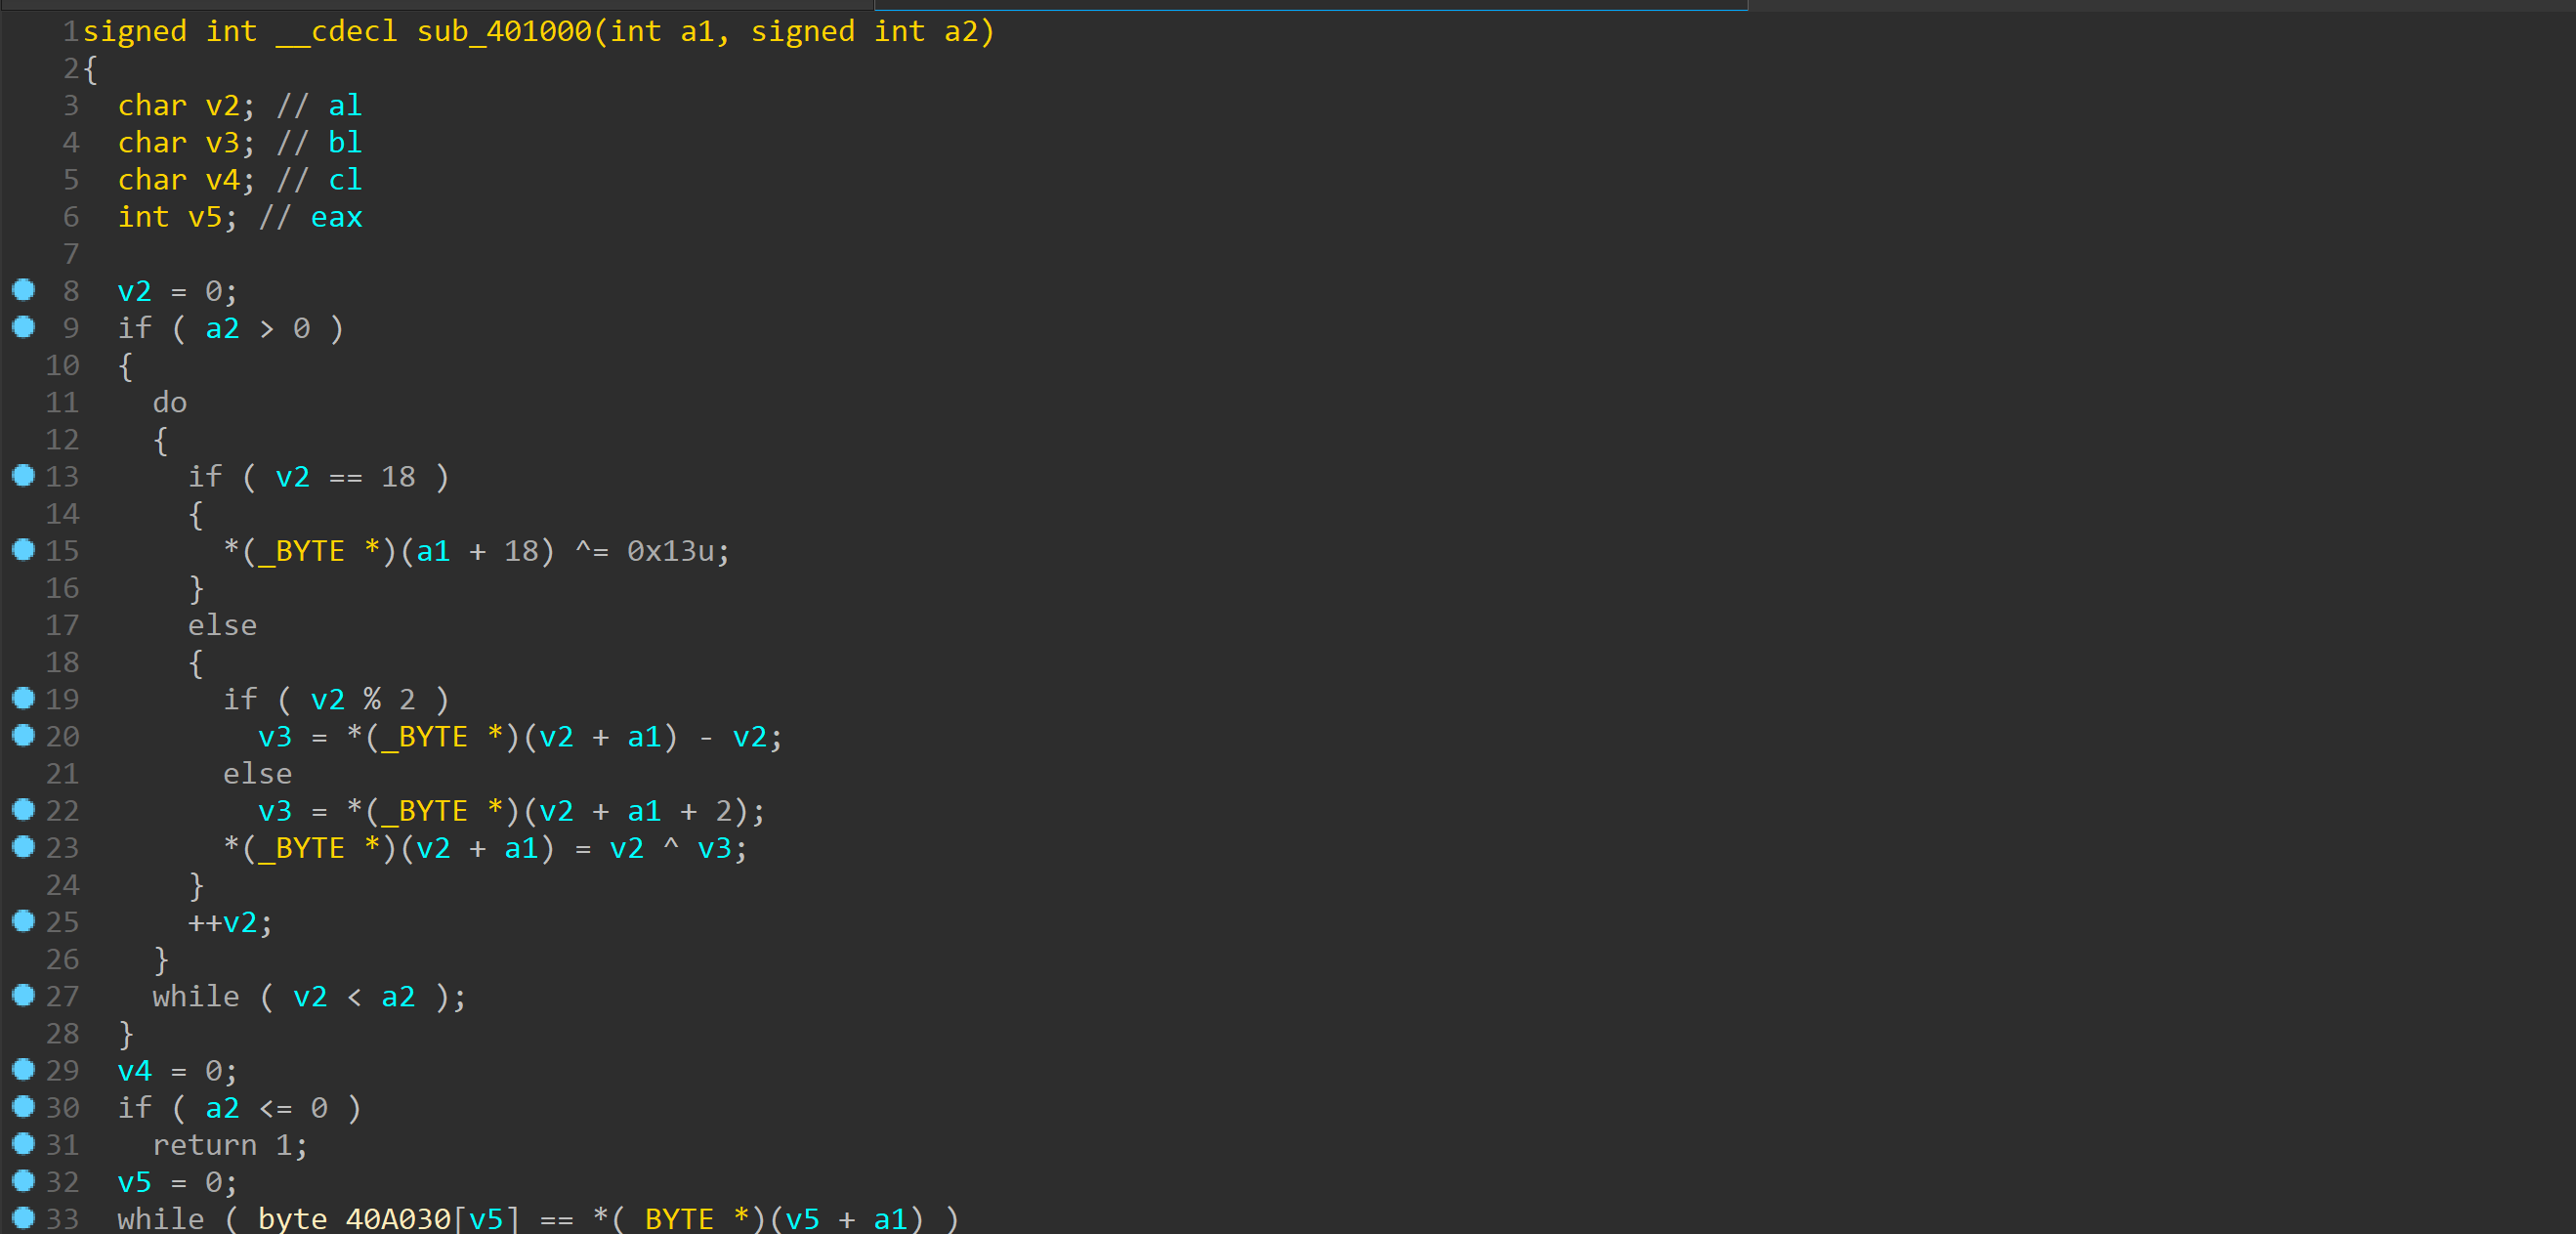 1 signed int __cdecl sub_401000(int a1, signed int a2)
2 {
3   char v2; // al
4   char v3; // bl
5   char v4; // cl
6   int v5; // eax
7
8   v2 = 0;
9   if ( a2 > 0 )
10   {
11     do
12     {
13       if ( v2 == 18 )
14       {
15         *(_BYTE *)(a1 + 18) ^= 0x13u;
16       }
17       else
18       {
19         if ( v2 % 2 )
20           v3 = *(_BYTE *)(v2 + a1) - v2;
21         else
22           v3 = *(_BYTE *)(v2 + a1 + 2);
23         *(_BYTE *)(v2 + a1) = v2 ^ v3;
24       }
25       ++v2;
26     }
27     while ( v2 < a2 );
28   }
29   v4 = 0;
30   if ( a2 <= 0 )
31     return 1;
32   v5 = 0;
33   while ( byte_40A030[v5] == *(_BYTE *)(v5 + a1) )